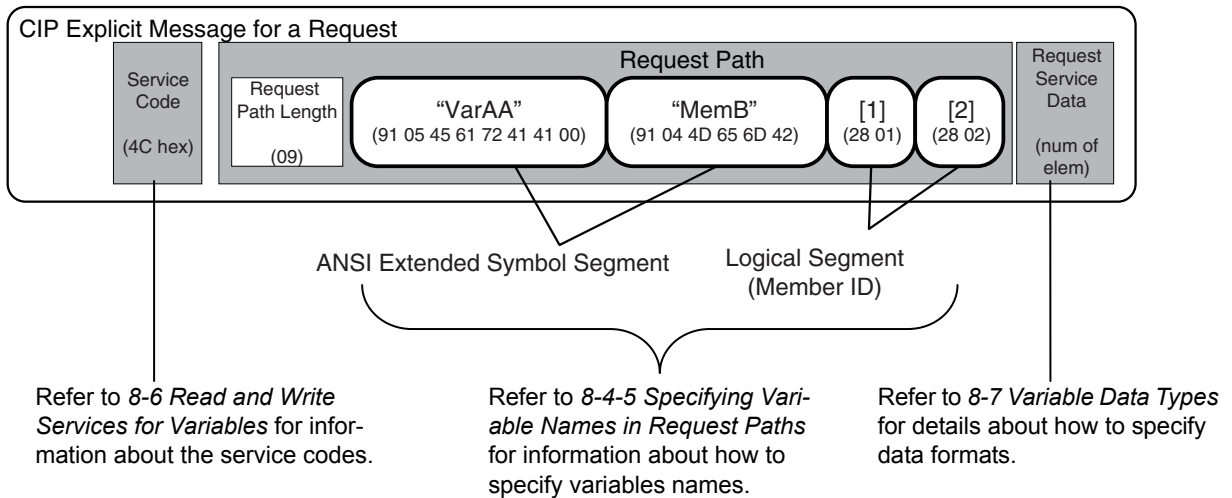 CIP Explicit Message for a Request
Service
Code
(4C hex)
Request Path
Request
Path Length
(09)
“VarAA”
(91 05 45 61 72 41 41 00)
“MemB”
(91 04 4D 65 6D 42)
[1]
(28 01)
[2]
(28 02)
Request
Service
Data
(num of
elem)
ANSI Extended Symbol Segment
Logical Segment
(Member ID)
Refer to 8-6 Read and Write
Services for Variables for infor-
mation about the service codes.
Refer to 8-4-5 Specifying Vari-
able Names in Request Paths
for information about how to
specify variables names.
Refer to 8-7 Variable Data Types
for details about how to specify
data formats.